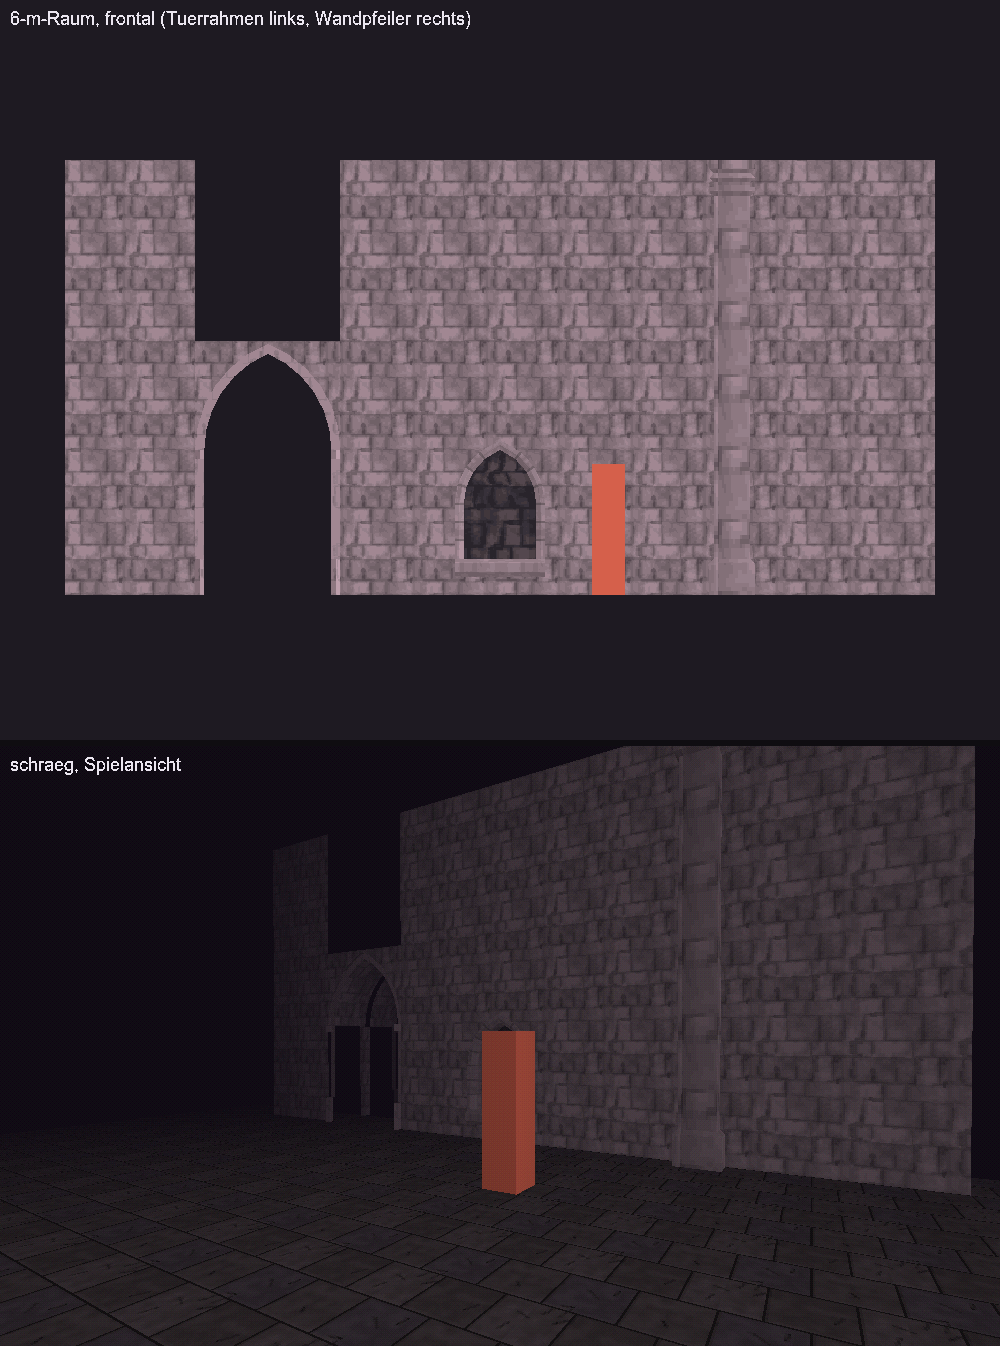 6-m-Raum, frontal (Tuerrahmen links, Wandpfeiler rechts)
schraeg, Spielansicht